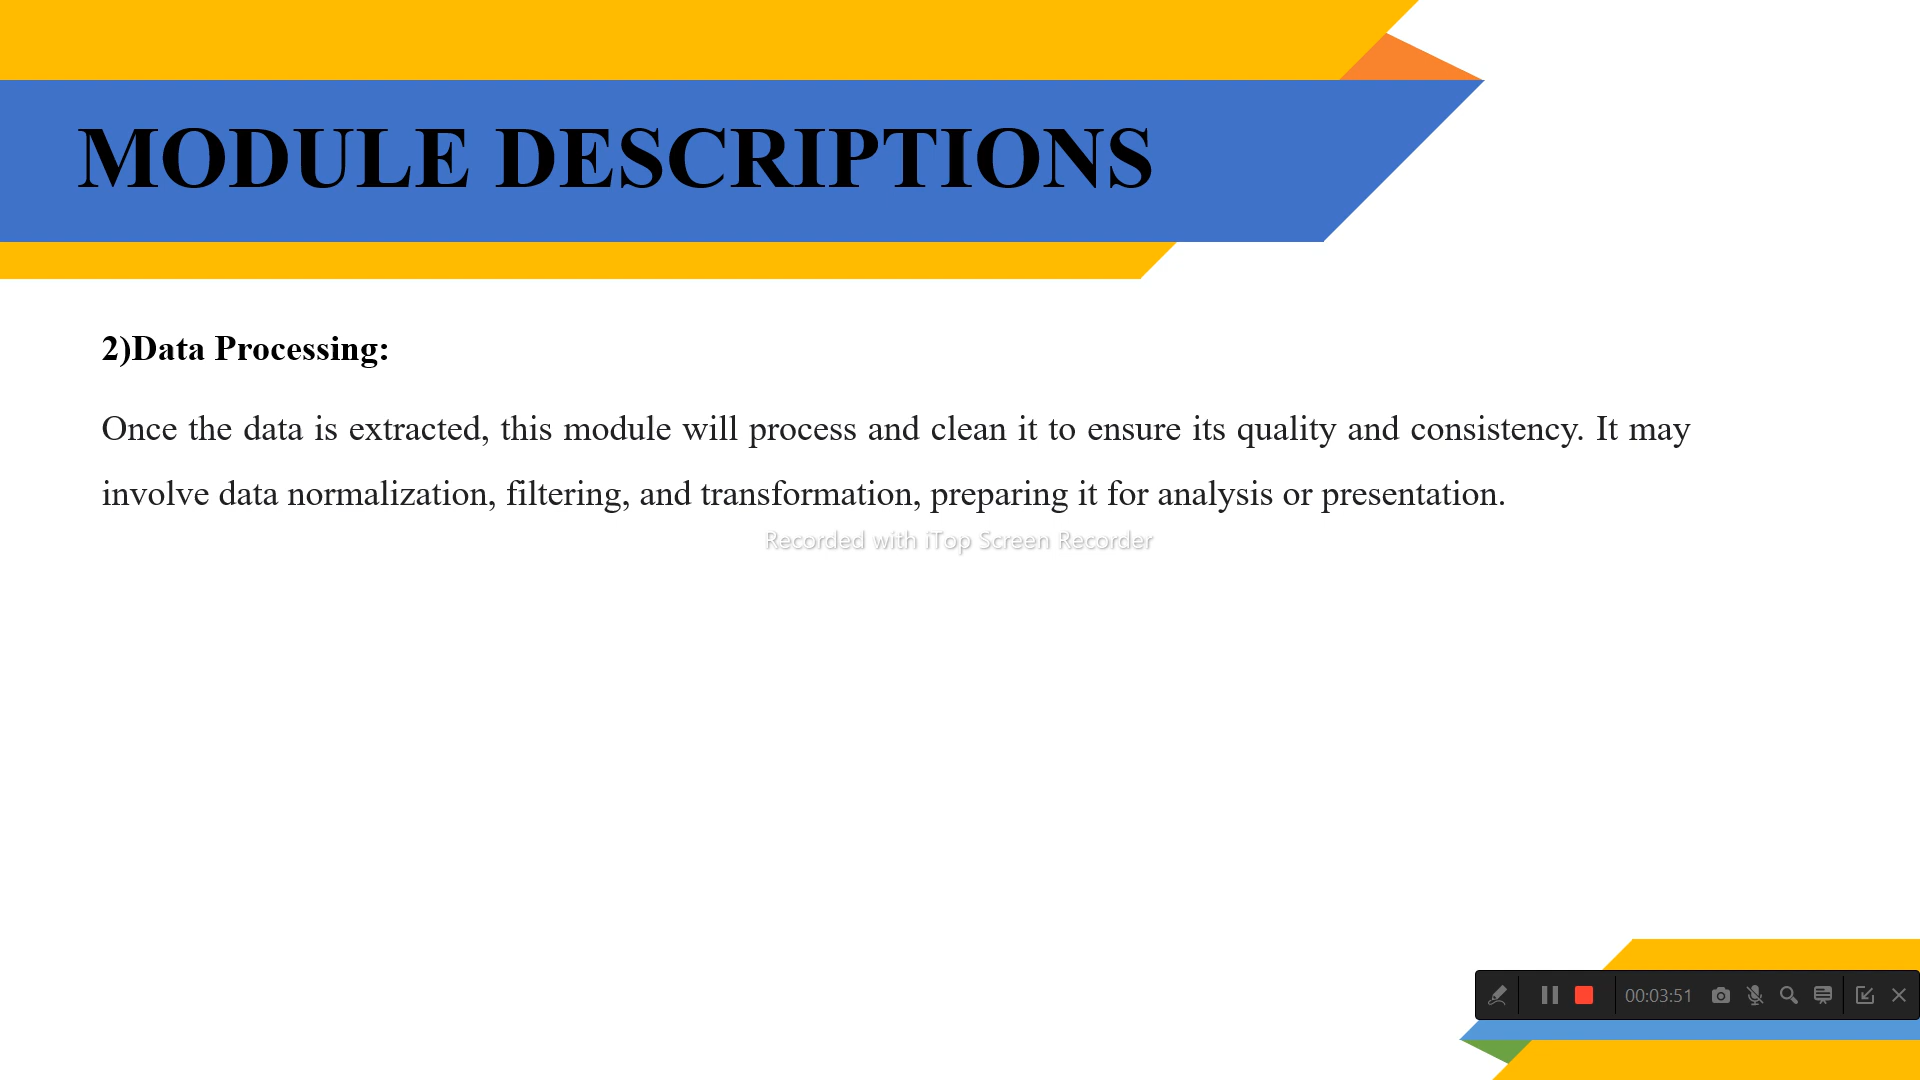 MODULE DESCRIPTIONS
2)Data Processing:
Once the data is extracted, this module will process and clean it to ensure its quality and consistency. It may
involve data normalization, filtering, and transformation, preparing it for analysis or presentation.
Recorded with iTop Screen Recorder
00:03:51